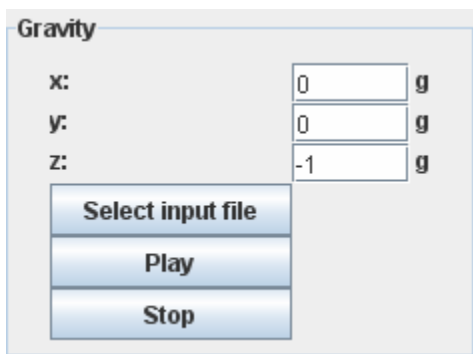 Gravity
x: 0 g
y: 0 g
z: -1 g
Select input file
Play
Stop